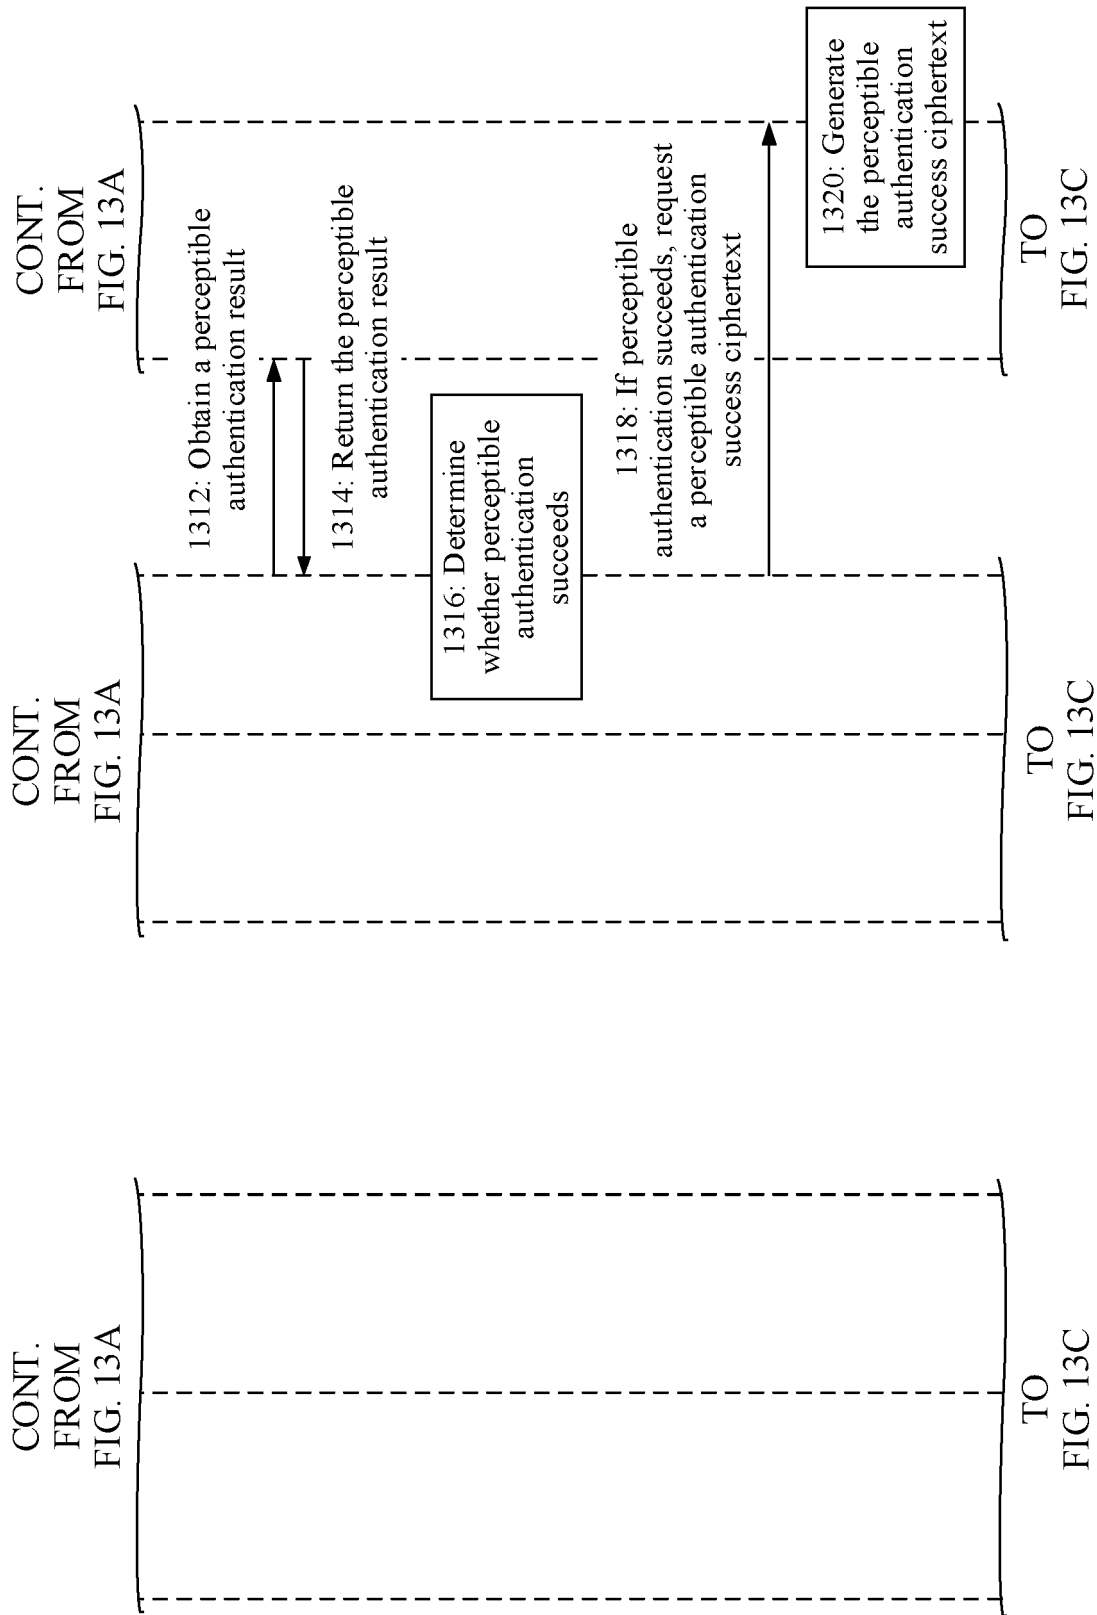 CONT.
FROM
FIG. 13A
CONT.
FROM
FIG. 13A
CONT.
FROM
FIG. 13A
1312: Obtain a perceptible
authentication result
1314: Return the perceptible
authentication result
1316: Determine
whether perceptible
authentication
succeeds
1318: If perceptible
authentication succeeds, request
a perceptible authentication
success ciphertext
1320: Generate
the perceptible
authentication
success ciphertext
TO
FIG. 13C
TO
FIG. 13C
TO
FIG. 13C